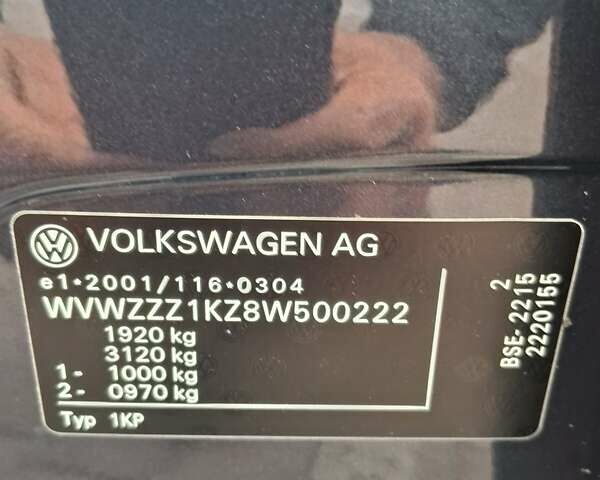 VOLKSWAGEN AG
e1*2001/116*0304
WVWZZZ1KZ8W500222
1920 kg
3120 kg
1- 1000 kg
2- 0970 kg
Typ 1KP
2
BSE- 2215
2220155